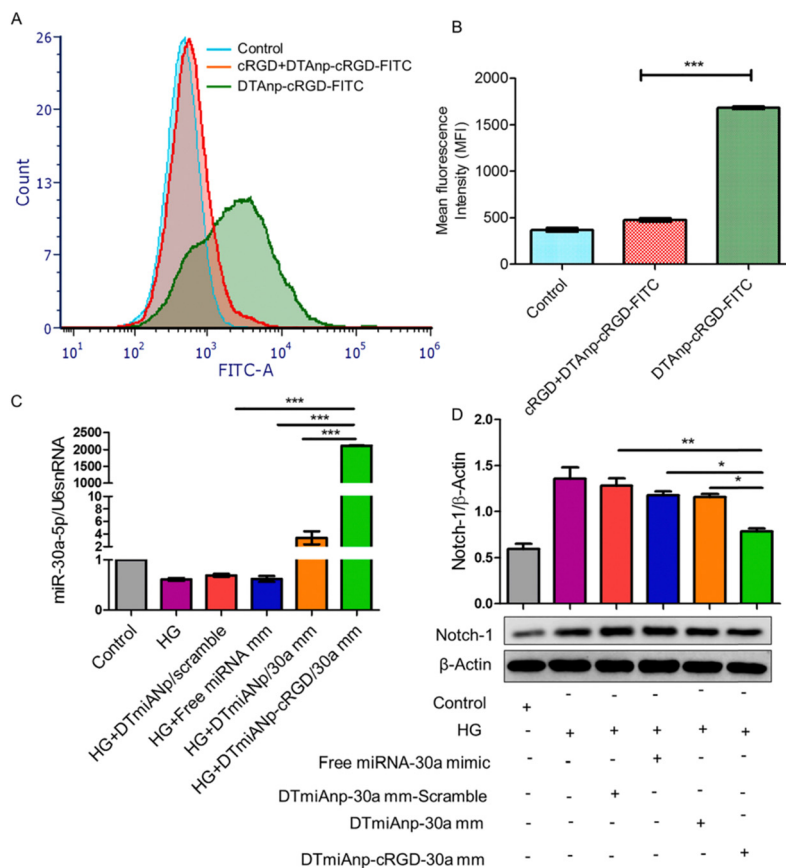 A
26
20
13
7
0
Count
Control
cRGD+DTAnp-cRGD-FITC
DTAnp-cRGD-FITC
10¹ 10² 10³ 10⁴ 10⁵ 10⁶
FITC-A
B
***
2000
1500
1000
500
0
Mean fluorescence
Intensity (MFI)
Control
cRGD+DTAnp-cRGD-FITC
DTAnp-cRGD-FITC
C
***
***
***
2500
2000
1500
1000
10
8
6
4
2
1
0
miR-30a-5p/U6snRNA
Control
HG
HG+DTmiANp/scramble
HG+Free miRNA mm
HG+DTmiANp/30a mm
HG+DTmiANp-cRGD/30a mm
D
**
*
*
2.0
1.5
1.0
0.5
0.0
Notch-1/β-Actin
Notch-1
β-Actin
Control + - - - - -
HG - + + + + +
Free miRNA-30a mimic - - - + - -
DTmiAnp-30a mm-Scramble - - + - - -
DTmiAnp-30a mm - - - - + -
DTmiAnp-cRGD-30a mm - - - - - +